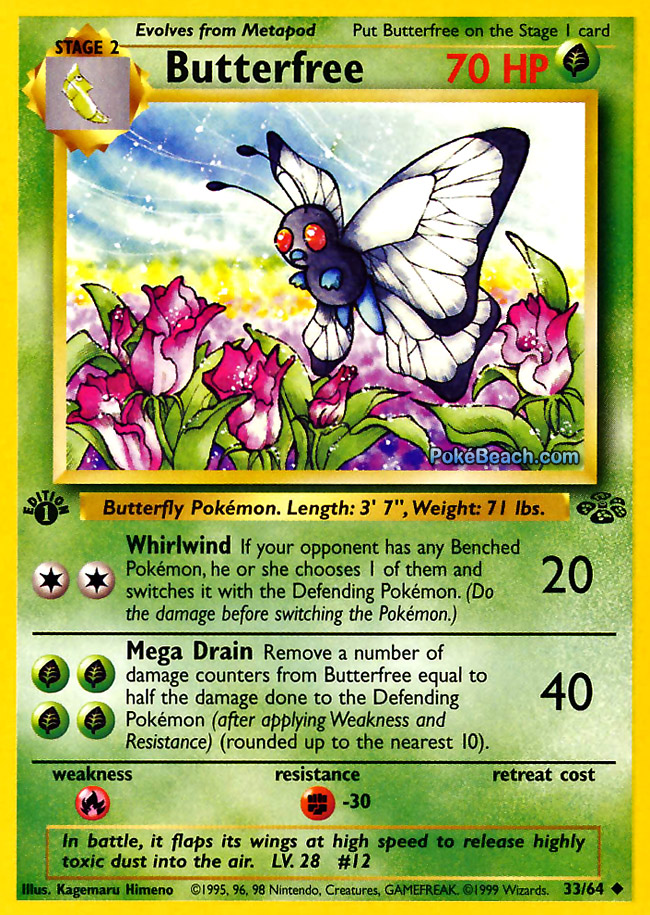 Evolves from Metapod Put Butterfree on the Stage 1 card
STAGE 2
Butterfree 70 HP
PokéBeach.com
EDITION
1
Butterfly Pokémon. Length: 3' 7", Weight: 71 lbs.
Whirlwind If your opponent has any Benched
Pokémon, he or she chooses 1 of them and
switches it with the Defending Pokémon. (Do
the damage before switching the Pokémon.)
20
Mega Drain Remove a number of
damage counters from Butterfree equal to
half the damage done to the Defending
Pokémon (after applying Weakness and
Resistance) (rounded up to the nearest 10).
40
weakness resistance retreat cost
-30
In battle, it flaps its wings at high speed to release highly
toxic dust into the air. LV. 28 #12
Illus. Kagemaru Himeno ©1995, 96, 98 Nintendo, Creatures, GAMEFREAK. ©1999 Wizards. 33/64